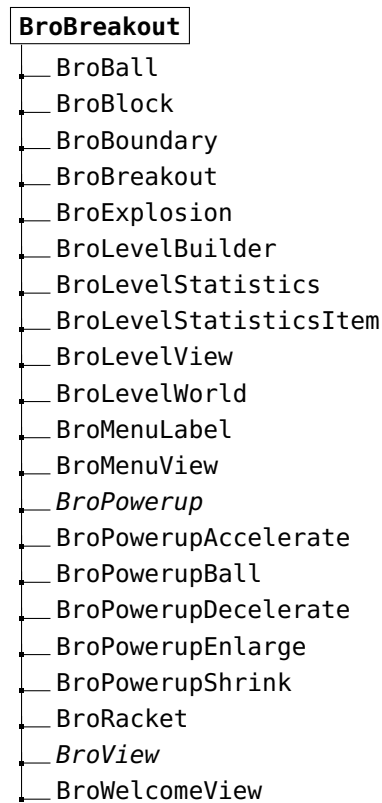 BroBreakout
BroBall
BroBlock
BroBoundary
BroBreakout
BroExplosion
BroLevelBuilder
BroLevelStatistics
BroLevelStatisticsItem
BroLevelView
BroLevelWorld
BroMenuLabel
BroMenuView
BroPowerup
BroPowerupAccelerate
BroPowerupBall
BroPowerupDecelerate
BroPowerupEnlarge
BroPowerupShrink
BroRacket
BroView
BroWelcomeView